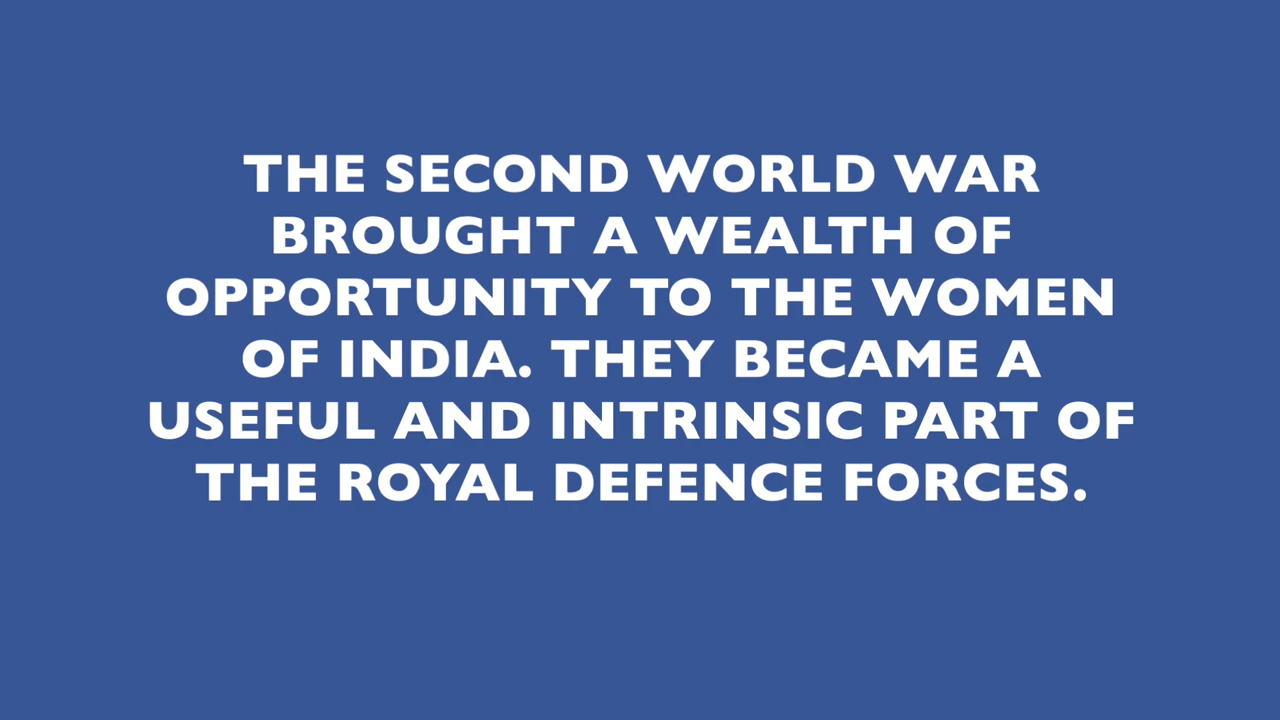 THE SECOND WORLD WAR
BROUGHT A WEALTH OF
OPPORTUNITY TO THE WOMEN
OF INDIA. THEY BECAME A
USEFUL AND INTRINSIC PART OF
THE ROYAL DEFENCE FORCES.